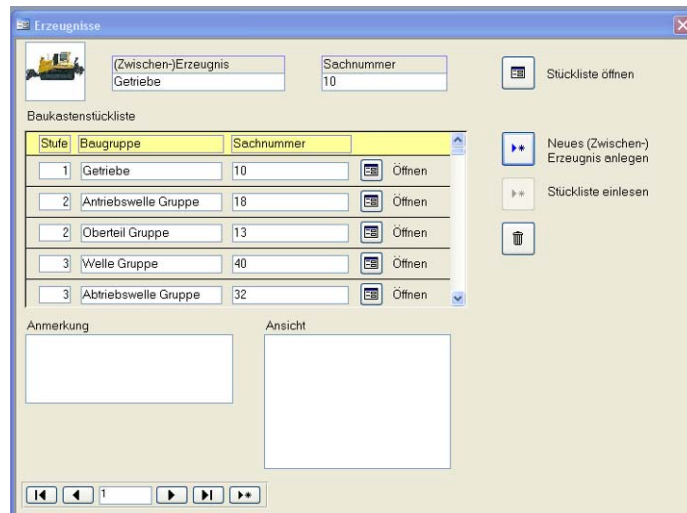 Erzeugnisse
(Zwischen-)Erzeugnis Sachnummer
Getriebe 10
Stückliste öffnen
Baukastenstückliste
Stufe Baugruppe Sachnummer
1 Getriebe 10 Öffnen
2 Antriebswelle Gruppe 18 Öffnen
2 Oberteil Gruppe 13 Öffnen
3 Welle Gruppe 40 Öffnen
3 Abtriebswelle Gruppe 32 Öffnen
Neues (Zwischen-)
Erzeugnis anlegen
Stückliste einlesen
Anmerkung Ansicht
1